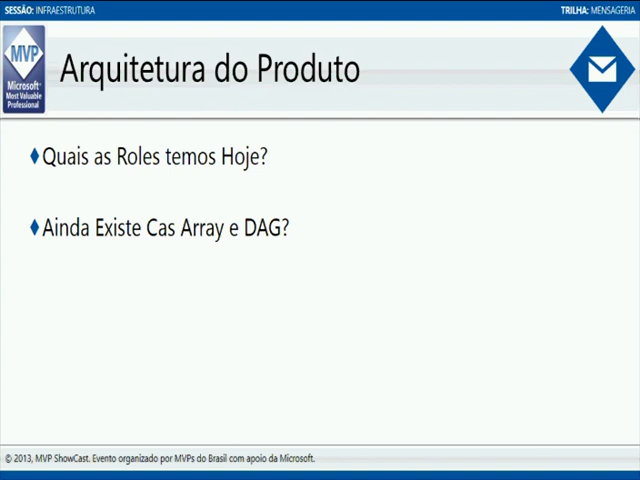 SESSÃO: INFRAESTRUTURA
TRILHA: MENSAGERIA
MVP
Microsoft
Most Valuable
Professional
Arquitetura do Produto
Quais as Roles temos Hoje?
Ainda Existe Cas Array e DAG?
© 2013, MVP ShowCast. Evento organizado por MVPs do Brasil com apoio da Microsoft.